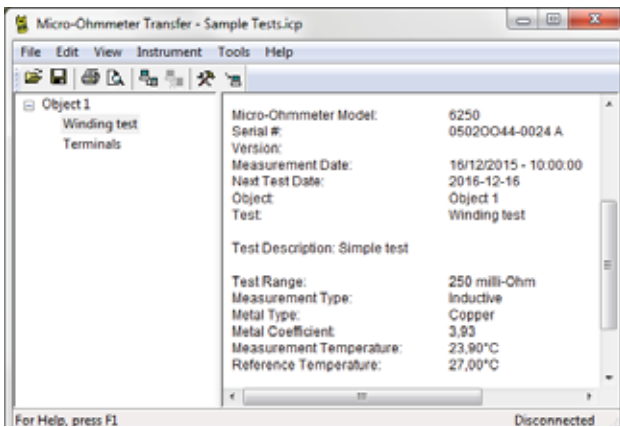 Micro-Ohmmeter Transfer - Sample Tests.icp
File Edit View Instrument Tools Help
Object 1
Winding test
Terminals
Micro-Ohmmeter Model: 6250
Serial #: 05020044-0024 A
Version:
Measurement Date: 16/12/2015 - 10:00:00
Next Test Date: 2016-12-16
Object: Object 1
Test: Winding test
Test Description: Simple test
Test Range: 250 milli-Ohm
Measurement Type: Inductive
Metal Type: Copper
Metal Coefficient: 3,93
Measurement Temperature: 23,90°C
Reference Temperature: 27,00°C
For Help, press F1 Disconnected